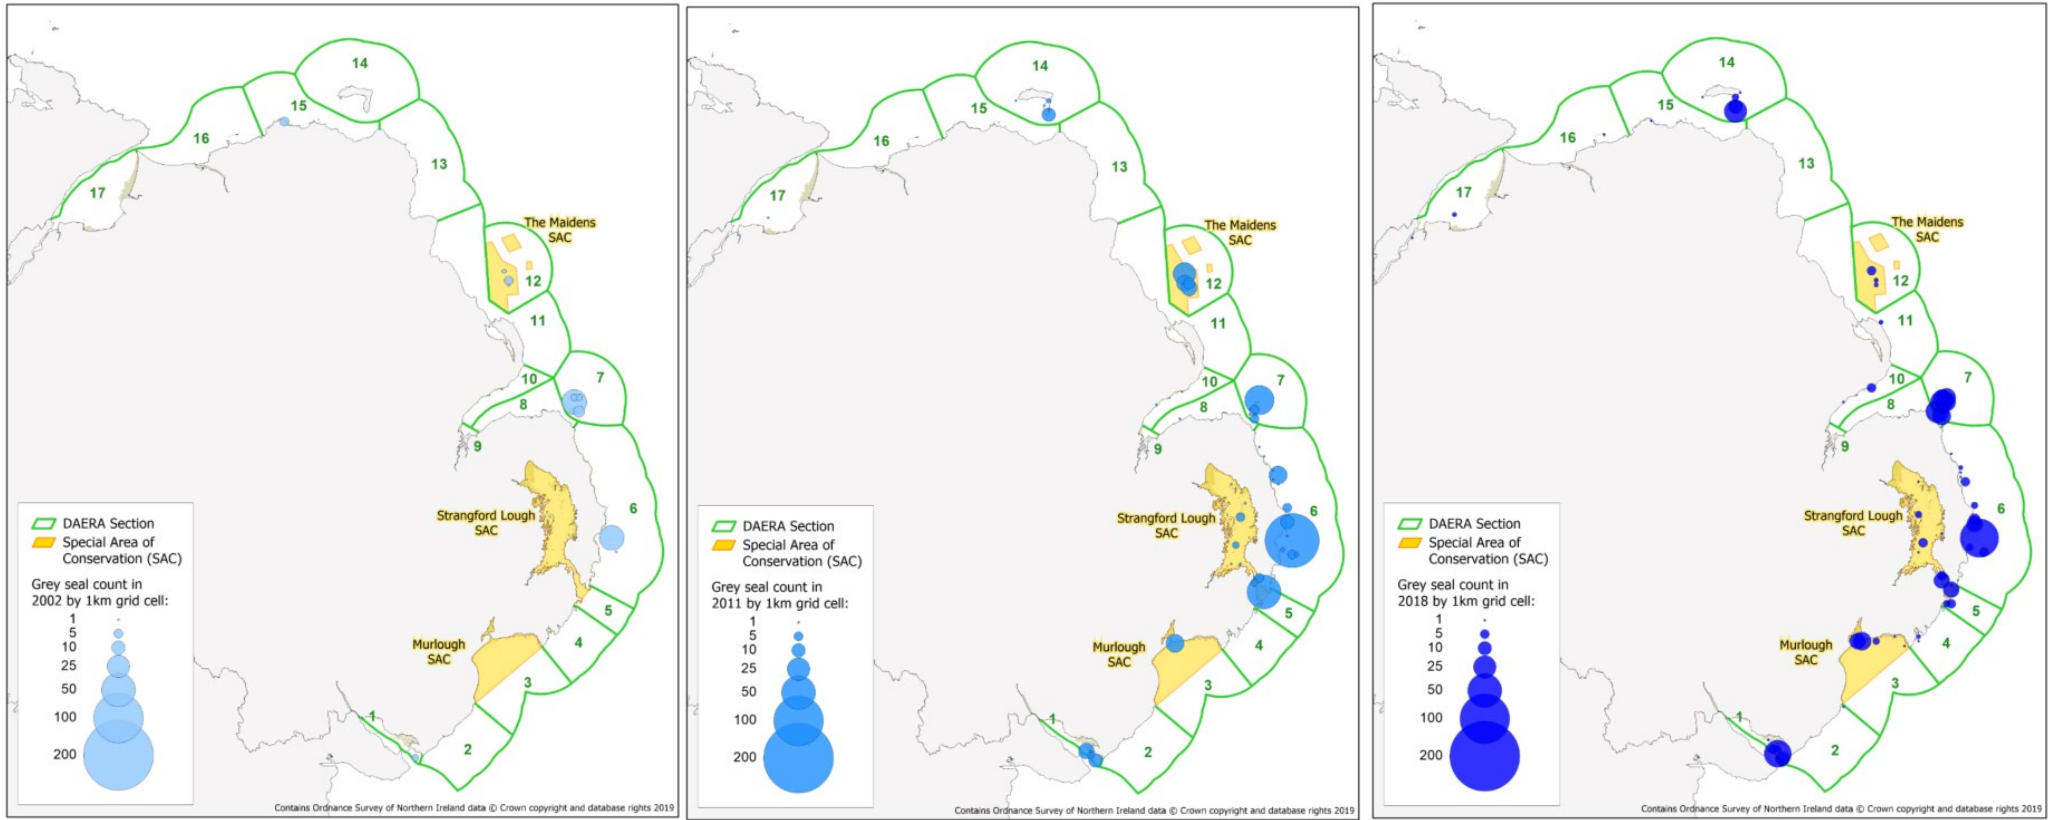 14
15
16
13
17
The Maidens
SAC
12
11
10
7
8
9
6
Strangford Lough
SAC
5
4
Murlough
SAC
3
1
2
DAERA Section
Special Area of
Conservation (SAC)
Grey seal count in
2002 by 1km grid cell:
1
5
10
25
50
100
200
Contains Ordnance Survey of Northern Ireland data © Crown copyright and database rights 2019
14
15
16
13
17
The Maidens
SAC
12
11
10
7
8
9
6
Strangford Lough
SAC
5
4
Murlough
SAC
3
1
2
DAERA Section
Special Area of
Conservation (SAC)
Grey seal count in
2011 by 1km grid cell:
1
5
10
25
50
100
200
Contains Ordnance Survey of Northern Ireland data © Crown copyright and database rights 2019
14
15
16
13
17
The Maidens
SAC
12
11
10
7
8
9
6
Strangford Lough
SAC
5
4
Murlough
SAC
3
1
2
DAERA Section
Special Area of
Conservation (SAC)
Grey seal count in
2018 by 1km grid cell:
1
5
10
25
50
100
200
Contains Ordnance Survey of Northern Ireland data © Crown copyright and database rights 2019